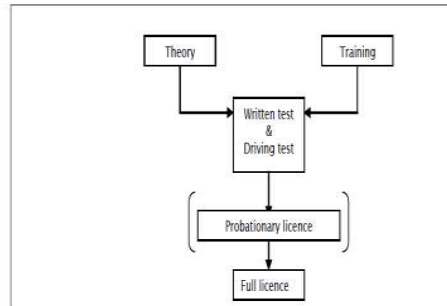 Theory
Training
Written test
&
Driving test
Probationary licence
Full licence